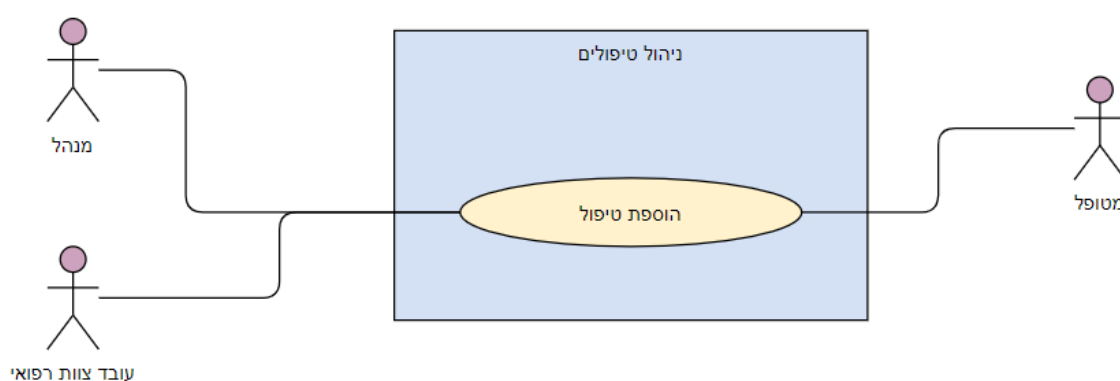 ניהול טיפולים
מנהל
הוספת טיפול
מטופל
עובד צוות רפואי